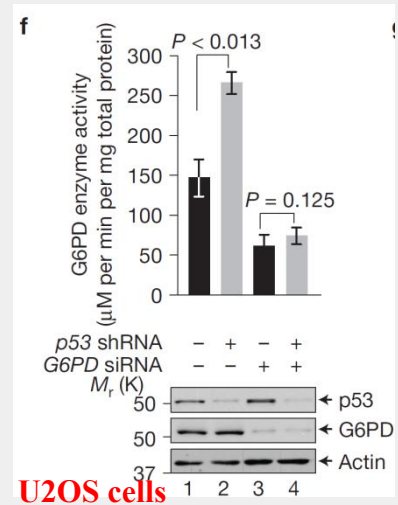 f
P < 0.013
G6PD enzyme activity
(µM per min per mg total protein)
300
250
200
150
100
50
0
P = 0.125
p53 shRNA – + – +
G6PD siRNA – – + +
Mr (K)
50 p53
50 G6PD
37 Actin
U2OS cells 1 2 3 4